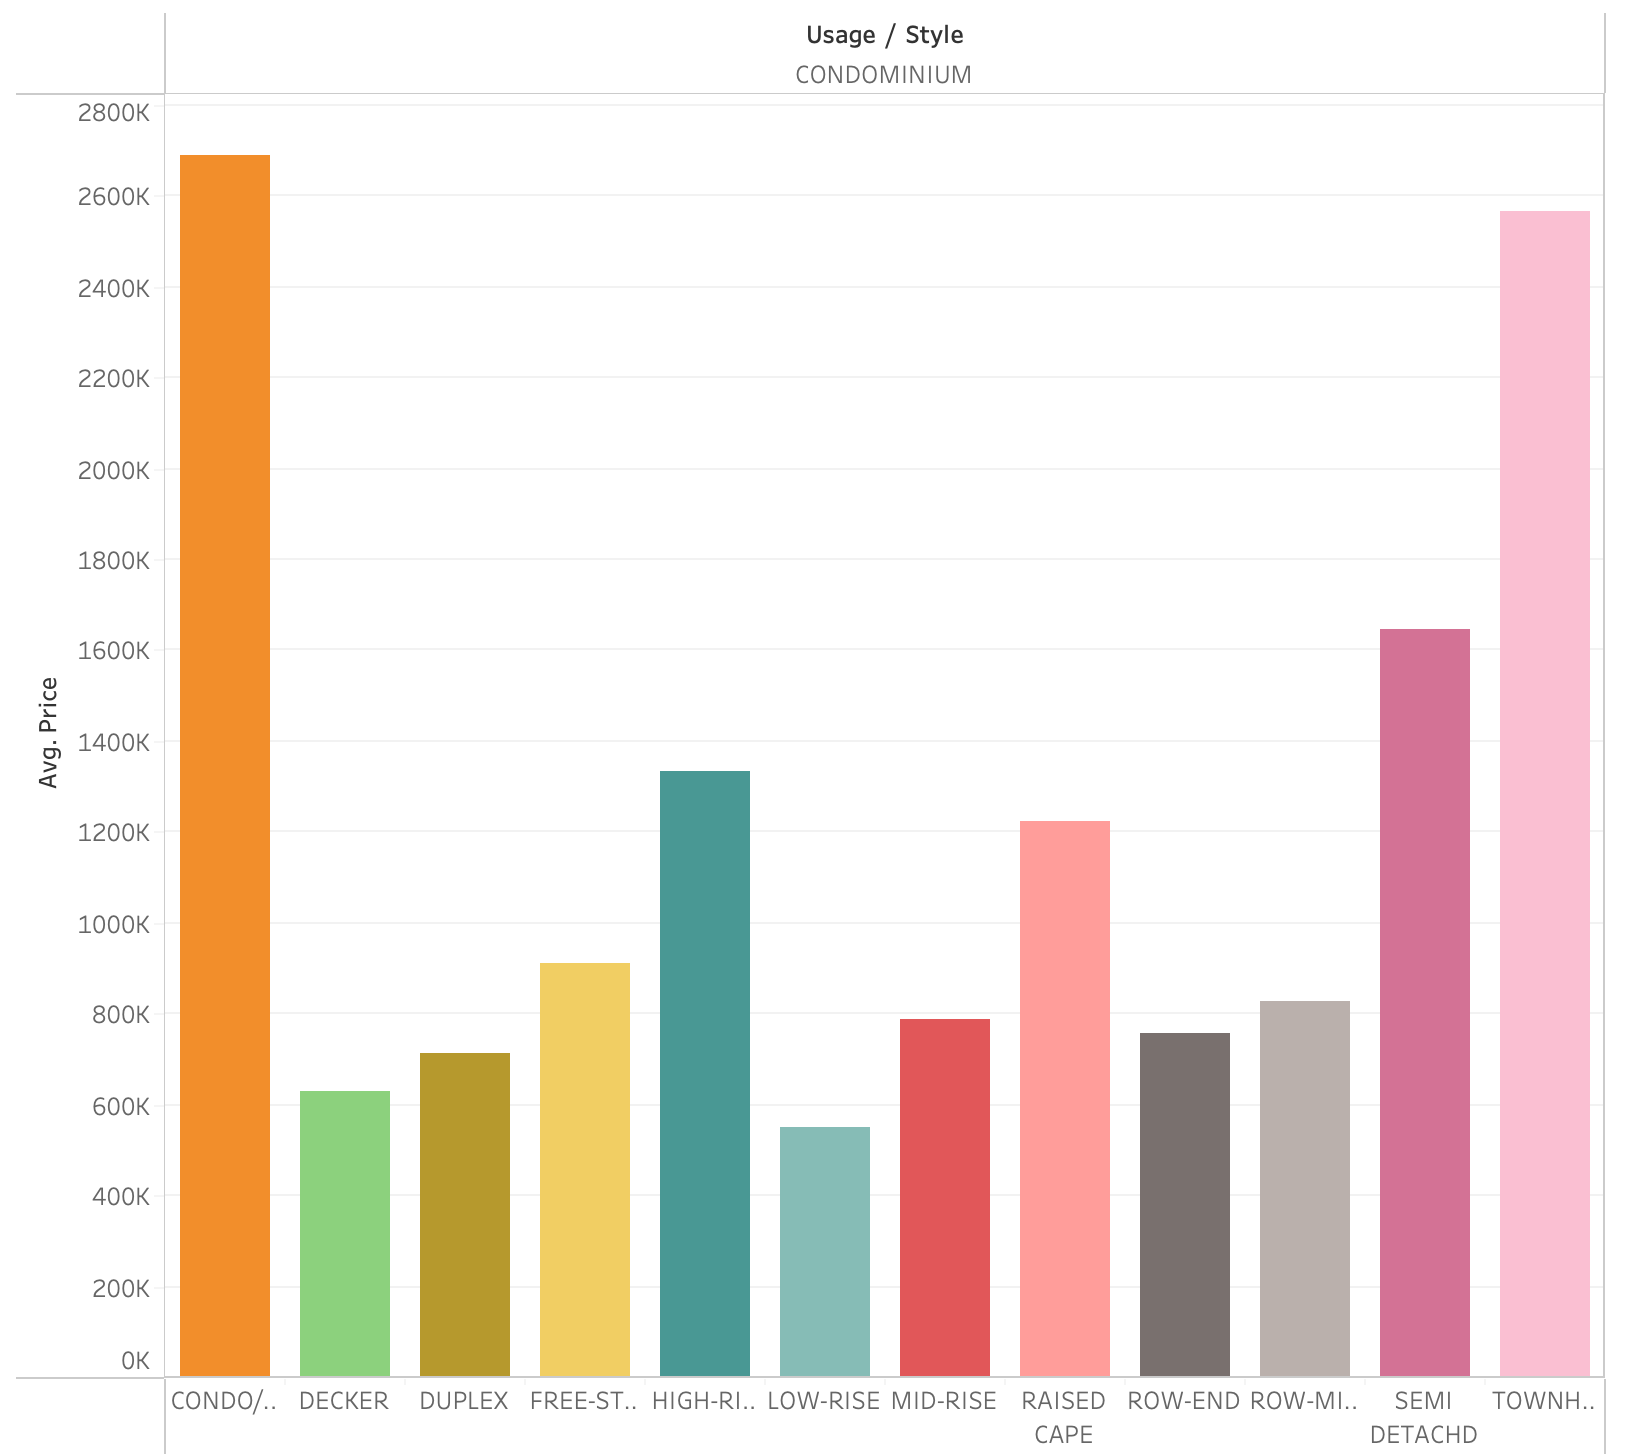 Usage / Style
CONDOMINIUM
2800K
2600K
2400K
2200K
2000K
1800K
1600K
1400K
1200K
1000K
800K
600K
400K
200K
0K
Avg. Price
CONDO/.. DECKER DUPLEX FREE-ST.. HIGH-RI.. LOW-RISE MID-RISE RAISED ROW-END ROW-MI.. SEMI TOWNH..
CAPE DETACHD